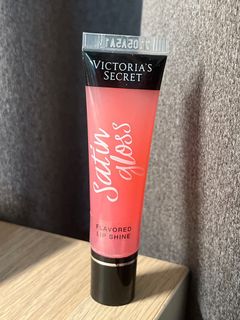 VICTORIA'S
SECRET
Satin
gloss
FLAVORED
LIP SHINE